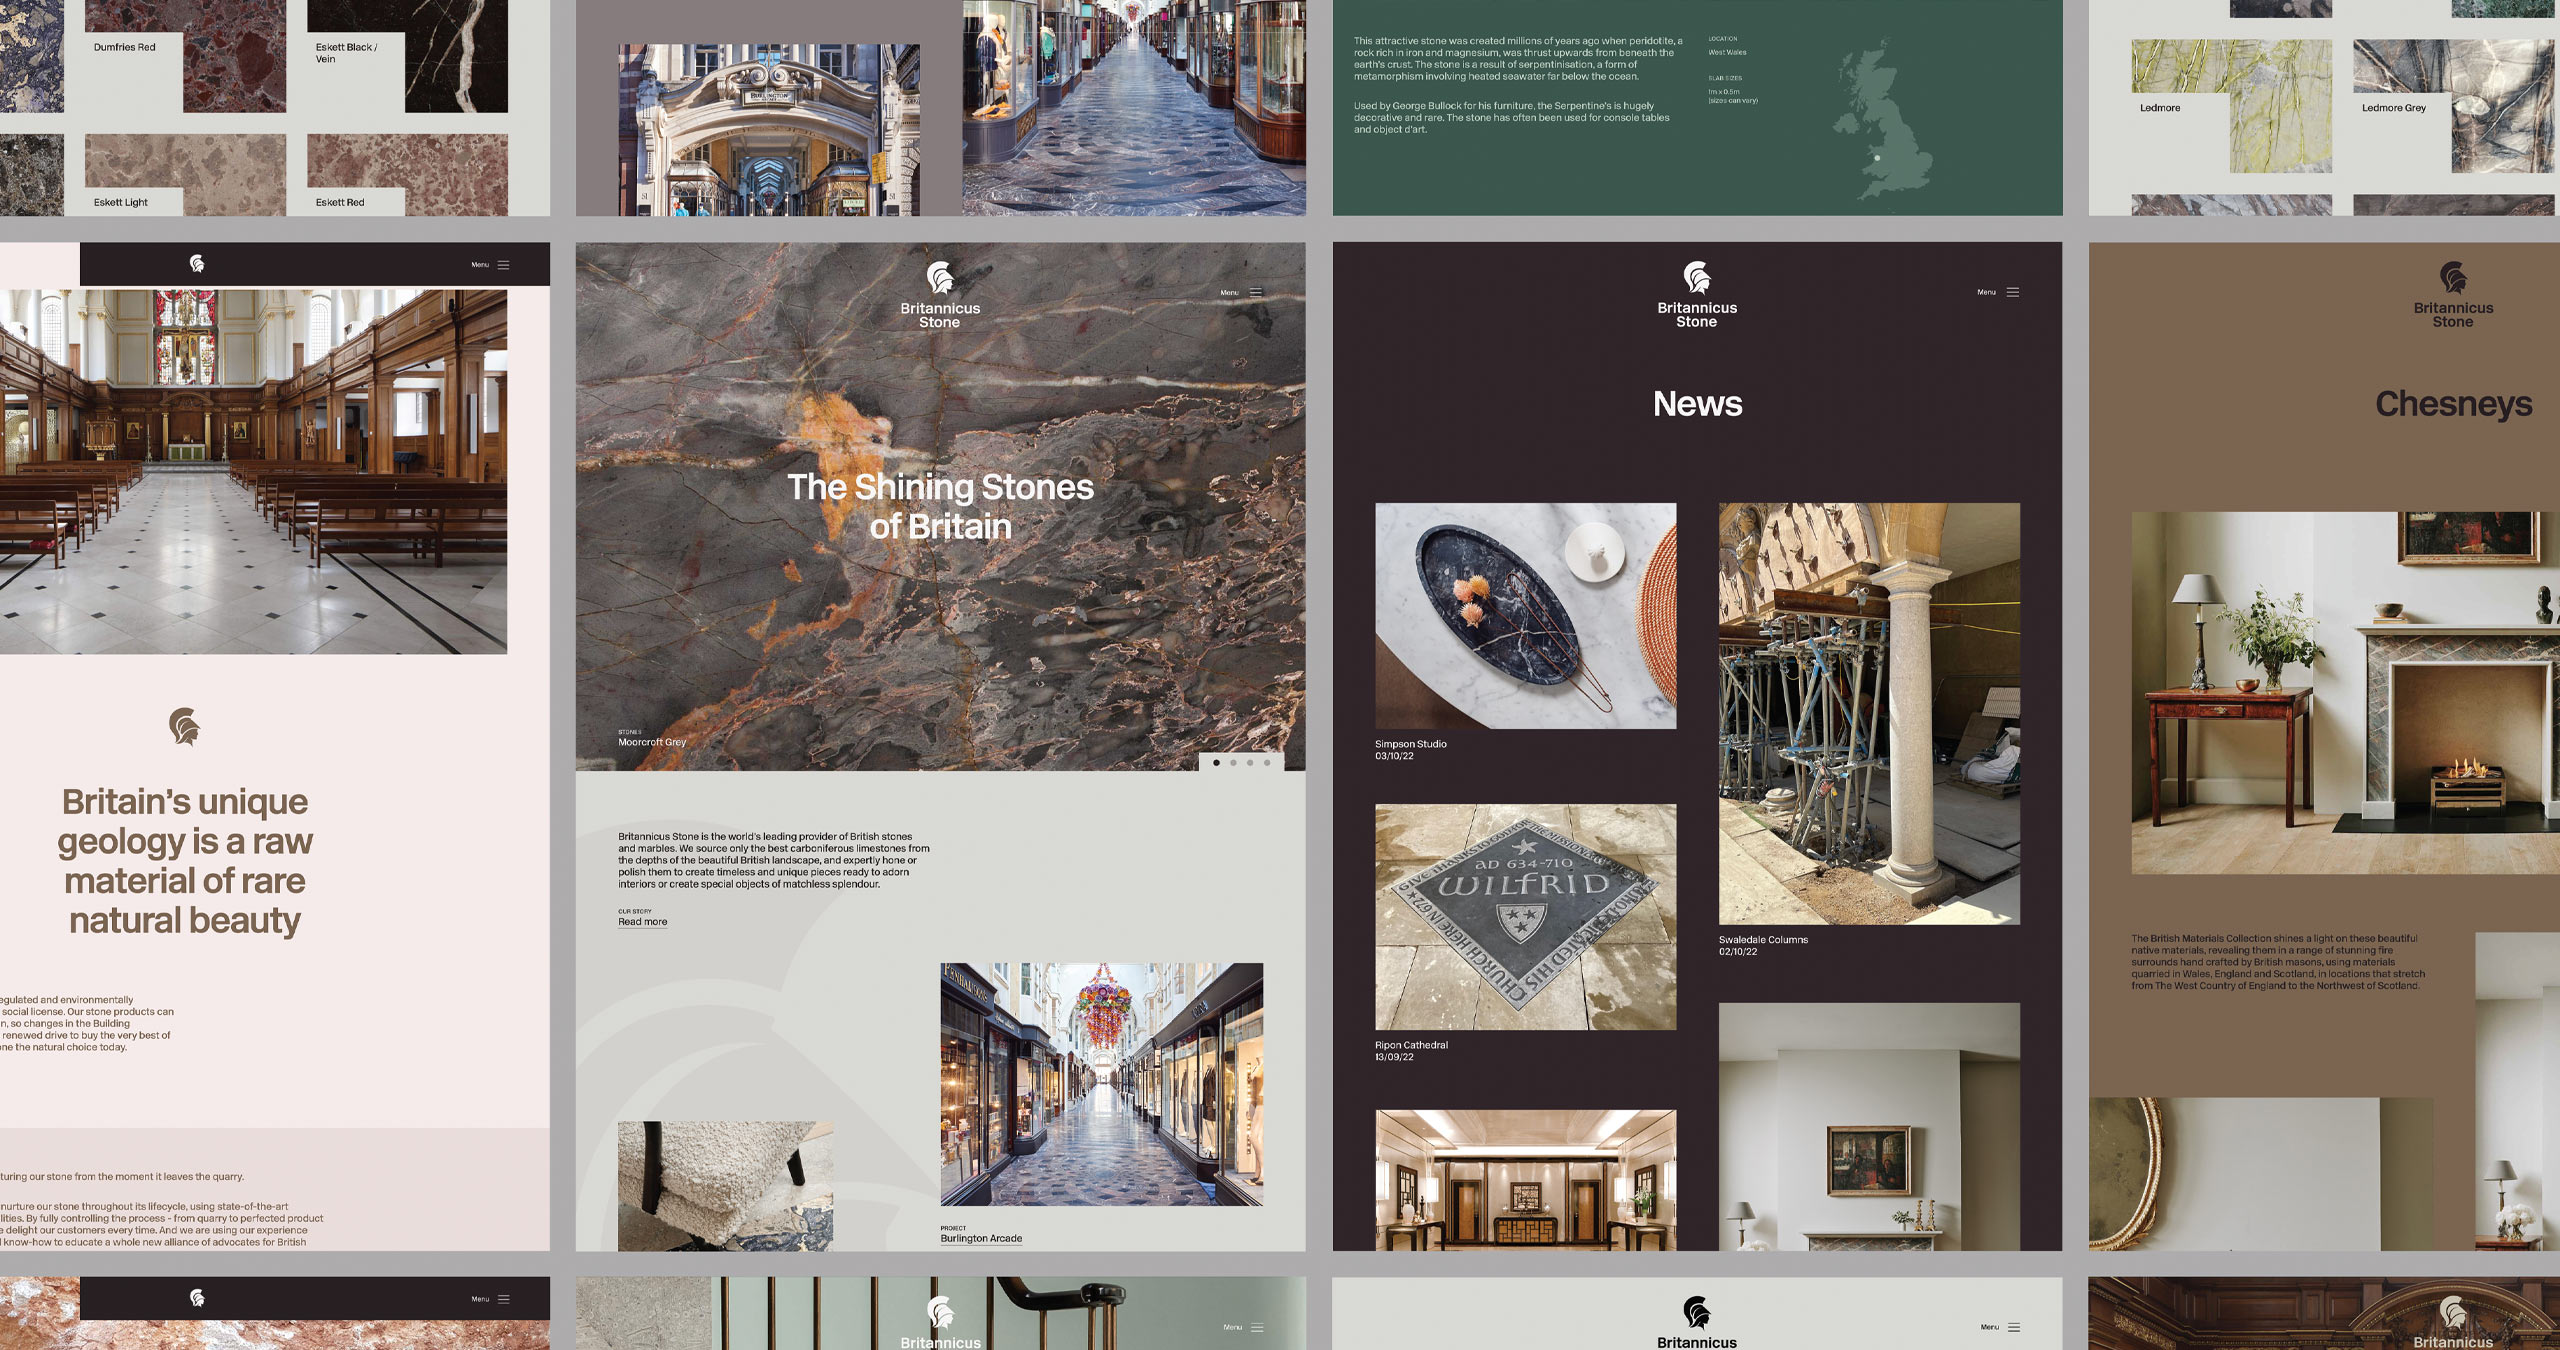 Dumfries Red
Eskett Black /
Vein
Eskett Light
Eskett Red
BURLINGTON
This attractive stone was created millions of years ago when peridotite, a
rock rich in iron and magnesium, was thrust upwards from beneath the
earth's crust. The stone is a result of serpentinisation, a form of
metamorphism involving heated seawater far below the ocean.
Used by George Bullock for his furniture, the Serpentine's is hugely
decorative and rare. The stone has often been used for console tables
and object d'art.
LOCATION
West Wales
SLAB SIZES
1m x 0.5m
(sizes can vary)
Ledmore
Ledmore Grey
Menu
Britain's unique
geology is a raw
material of rare
natural beauty
egulated and environmentally
social license. Our stone products can
n, so changes in the Building
renewed drive to buy the very best of
one the natural choice today.
turing our stone from the moment it leaves the quarry.
nurture our stone throughout its lifecycle, using state-of-the-art
lities. By fully controlling the process - from quarry to perfected product
e delight our customers every time. And we are using our experience
l know-how to educate a whole new alliance of advocates for British
Britannicus
Stone
Menu
The Shining Stones
of Britain
STONES
Moorcroft Grey
Britannicus Stone is the world's leading provider of British stones
and marbles. We source only the best carboniferous limestones from
the depths of the beautiful British landscape, and expertly hone or
polish them to create timeless and unique pieces ready to adorn
interiors or create special objects of matchless splendour.
OUR STORY
Read more
PENHALIGON'S
PROJECT
Burlington Arcade
Britannicus
Stone
Menu
News
Simpson Studio
03/10/22
Swaledale Columns
02/10/22
AD 634-710
WILFRID
Ripon Cathedral
13/09/22
Britannicus
Stone
Chesneys
The British Materials Collection shines a light on these beautiful
native materials, revealing them in a range of stunning fire
surrounds hand crafted by British masons, using materials
quarried in Wales, England and Scotland, in locations that stretch
from The West Country of England to the Northwest of Scotland.
Menu
Britannicus
Menu
Britannicus
Menu
Britannicus